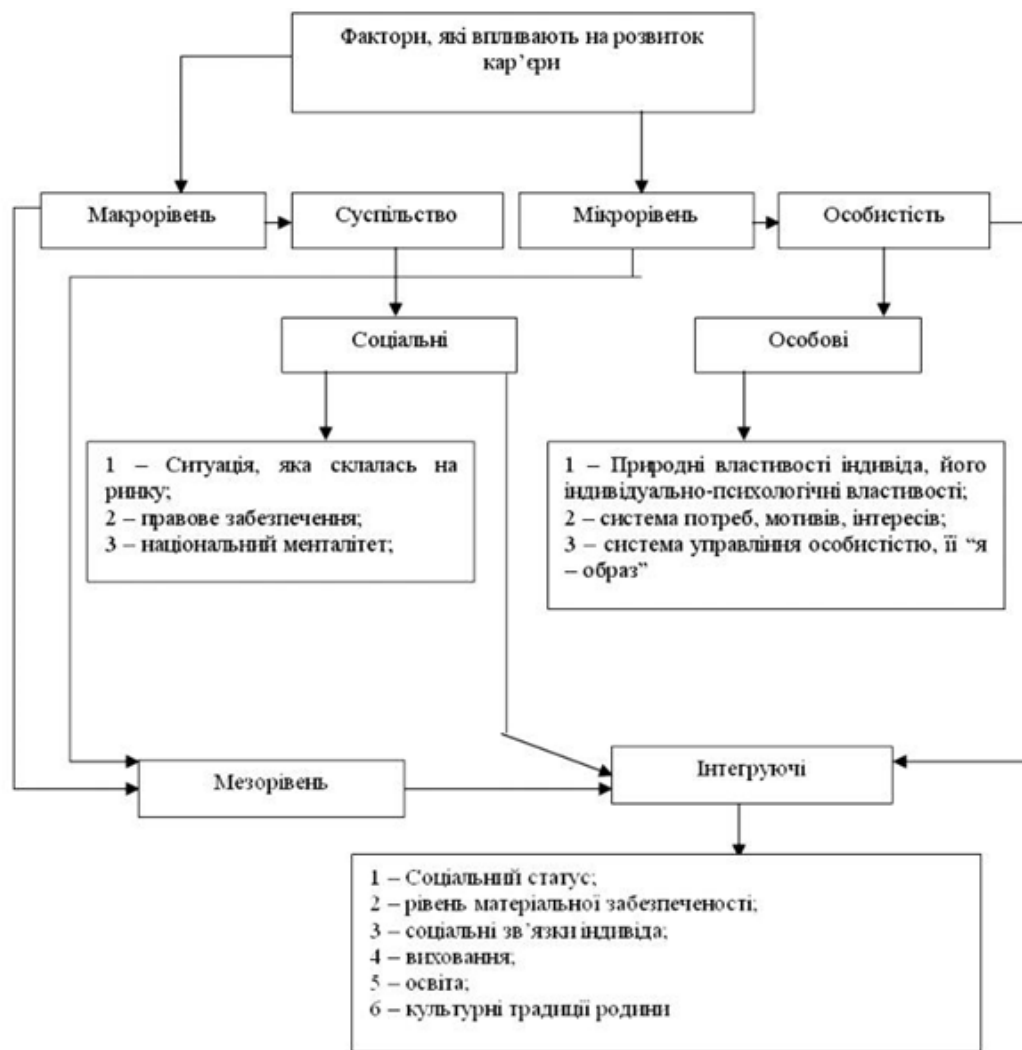 Фактори, які впливають на розвиток
кар’єри
Макрорівень
Суспільство
Мікрорівень
Особистість
Соціальні
Особові
1 – Ситуація, яка склалась на
ринку;
2 – правове забезпечення;
3 – національний менталітет;
1 – Природні властивості індивіда, його
індивідуально-психологічні властивості;
2 – система потреб, мотивів, інтересів;
3 – система управління особистістю, її “я
– образ”
Мезорівень
Інтегруючі
1 – Соціальний статус;
2 – рівень матеріальної забезпеченості;
3 – соціальні зв’язки індивіда;
4 – виховання;
5 – освіта;
6 – культурні традиції родини